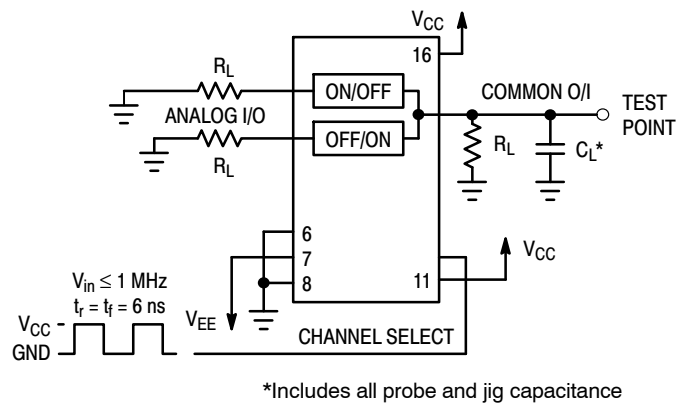 VCC
16
RL
ON/OFF
COMMON O/I
ANALOG I/O
TEST
POINT
OFF/ON
RL
RL
CL*
6
7
8
VCC
11
Vin ≤ 1 MHz
tr = tf = 6 ns
VCC
GND
VEE
CHANNEL SELECT
*Includes all probe and jig capacitance